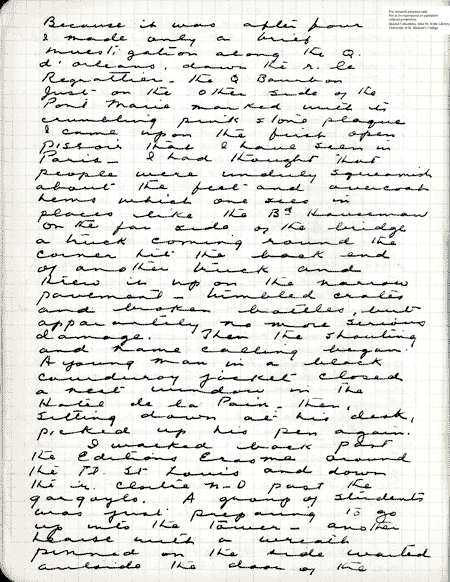 For research purposes only
Not to be reproduced or published
without permission.
Special Collections, John M. Kelly Library,
University of St. Michael's College
Because it was after four
I made only a brief
investigation along the Q.
d'orleans, down the r. le
Regrattier - the Q Bourbon
Just on the other side of the
Pont Marie marked with its
crumbling pink stone plaque
I came upon the first open
pissoir that I have seen in
Paris - I had thought that
people were unduly squeamish
about the feet and overcoat
hems which one sees in
places like the Bd Haussman
On the far side of the bridge
a truck coming round the
corner hit the back end
of another truck and
threw it up on the narrow
pavement - tumbled crates
and broken bottles, but
apparently no more serious
damage. Then the shouting
and name calling began.
A young man in a black
courduroy jacket closed
a next window in the
Hotel de la Paix - then,
sitting down at his desk,
picked up his pen again.
I walked back past
the Editions Erasme around
the St Louis and down
the r. Cloitre N-D past the
gargoyls. A group of students
was just preparing to go
up into the tower - another
hearse with a wreath
pinned on the side waited
outside the door of the